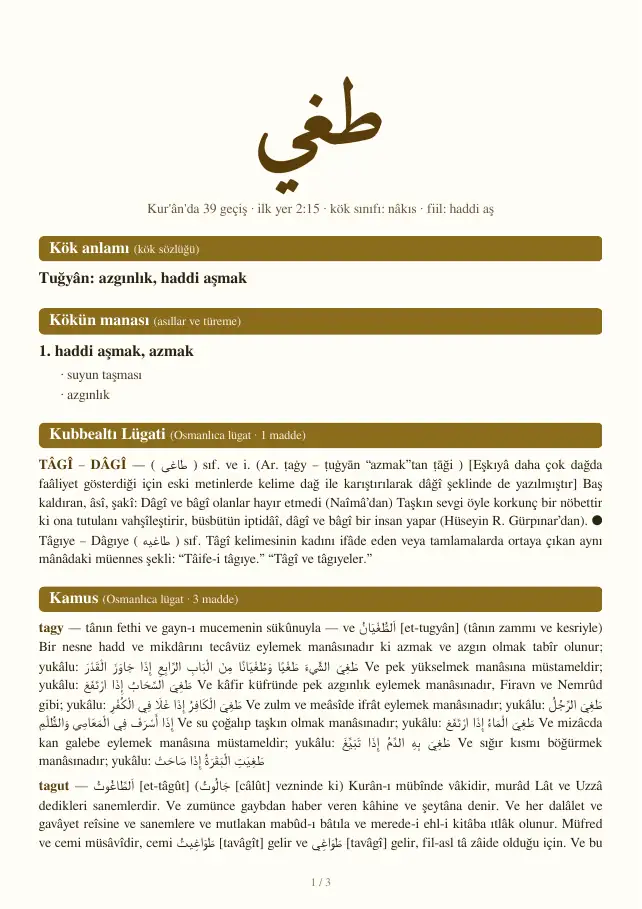 طغي
Kur'ân'da 39 geçiş · ilk yer 2:15 · kök sınıfı: nâkıs · fiil: haddi aş
Kök anlamı (kök sözlüğü)
Tuğyân: azgınlık, haddi aşmak
Kökün manası (asıllar ve türeme)
1. haddi aşmak, azmak
· suyun taşması
· azgınlık
Kubbealtı Lügati (Osmanlıca lügat · 1 madde)
TÂGÎ – DÂGÎ — ( طاغى ) sıf. ve i. (Ar. ṭaġy – ṭuġyān “azmak”tan ṭāġі ) [Eşkıyâ daha çok dağda
faâliyet gösterdiği için eski metinlerde kelime dağ ile karıştırılarak dâğî şeklinde de yazılmıştır] Baş
kaldıran, âsî, şakî: Dâgî ve bâgî olanlar hayır etmedi (Naîmâ’dan) Taşkın sevgi öyle korkunç bir nöbettir
ki ona tutulanı vahşîleştirir, büsbütün iptidâî, dâgî ve bâgî bir insan yapar (Hüseyin R. Gürpınar’dan). ●
Tâgıye – Dâgıye ( طاغيه ) sıf. Tâgî kelimesinin kadını ifâde eden veya tamlamalarda ortaya çıkan aynı
mânâdaki müennes şekli: “Tâife-i tâgıye.” “Tâgî ve tâgıyeler.”
Kamus (Osmanlıca lügat · 3 madde)
tagy — tânın fethi ve gayn-ı mucemenin sükûnuyla — ve اَلطُّغْيَانُ [et-tugyân] (tânın zammı ve kesriyle)
Bir nesne hadd ve mikdârını tecâvüz eylemek manâsınadır ki azmak ve azgın olmak tabîr olunur;
yukâlu: طَغِيَ الشَّيءُ طَغْيًا وَطُغْيَانًا مِنَ الْبَابِ الرَّابِعِ إِذَا جَاوَزَ الْقَدَرَ Ve pek yükselmek manâsına müstameldir;
yukâlu: طَغِيَ السَّحَابُ إِذَا ارْتَفَعَ Ve kâfir küfründe pek azgınlık eylemek manâsınadır, Firavn ve Nemrûd
gibi; yukâlu: طَغِيَ الْكَافِرُ إِذَا غَلَا فِي الْكُفْرِ Ve zulm ve meâsîde ifrât eylemek manâsınadır; yukâlu: طَغِيَ الرَّجُلُ
إِذَا أَسْرَفَ فِي الْمَعَاصِي وَالظُّلْمِ Ve su çoğalıp taşkın olmak manâsınadır; yukâlu: طَغِيَ الْمَاءُ إِذَا ارْتَفَعَ Ve mizâcda
kan galebe eylemek manâsına müstameldir; yukâlu: طَغِيَ بِهِ الدَّمُ إِذَا تَبَيَّغَ Ve sığır kısmı böğürmek
manâsınadır; yukâlu: طَغِيَتِ الْبَقَرَةُ إِذَا صَاحَتْ
tagut — اَلطَّاغُوتُ [et-tâgût] (جَالُوتُ [câlût] vezninde ki) Kurân-ı mübînde vâkidir, murâd Lât ve Uzzâ
dedikleri sanemlerdir. Ve zumûnce gaybdan haber veren kâhine ve şeytâna denir. Ve her dalâlet ve
gavâyet reîsine ve sanemlere ve mutlakan mabûd-ı bâtıla ve merede-i ehl-i kitâba ıtlâk olunur. Müfred
ve cemi müsâvîdir, cemi طَوَاغِيتُ [tavâgît] gelir ve طَوَاغِي [tavâgî] gelir, fil-asl tâ zâide olduğu için. Ve bu
1 / 3